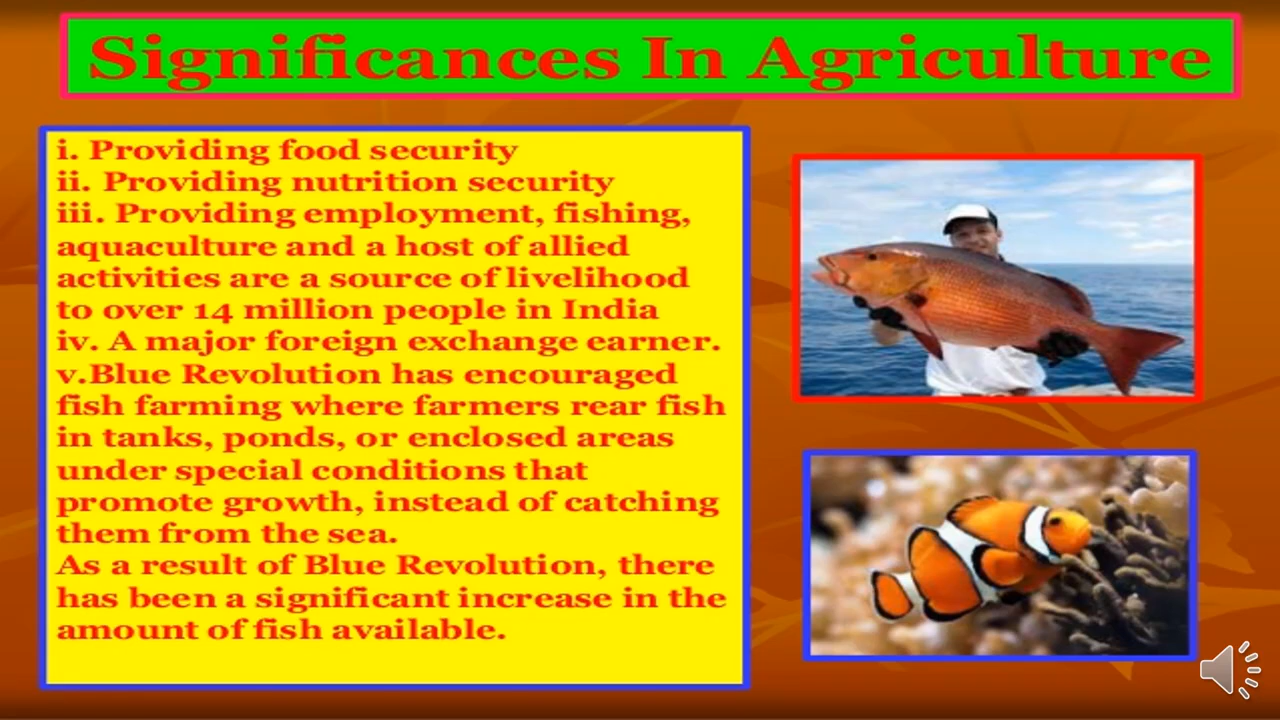 Significances In Agriculture
i. Providing food security
ii. Providing nutrition security
iii. Providing employment, fishing,
aquaculture and a host of allied
activities are a source of livelihood
to over 14 million people in India
iv. A major foreign exchange earner.
v.Blue Revolution has encouraged
fish farming where farmers rear fish
in tanks, ponds, or enclosed areas
under special conditions that
promote growth, instead of catching
them from the sea.
As a result of Blue Revolution, there
has been a significant increase in the
amount of fish available.